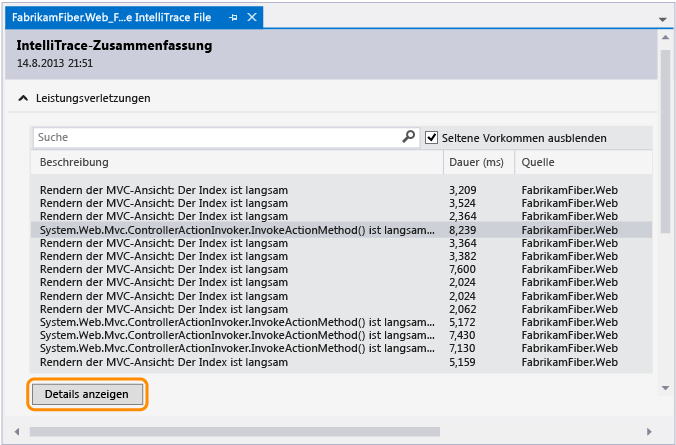 FabrikamFiber.Web_F...e IntelliTrace File
IntelliTrace-Zusammenfassung
14.8.2013 21:51
Leistungsverletzungen
Suche Seltene Vorkommen ausblenden
Beschreibung Dauer (ms) Quelle
Rendern der MVC-Ansicht: Der Index ist langsam 3,209 FabrikamFiber.Web
Rendern der MVC-Ansicht: Der Index ist langsam 3,524 FabrikamFiber.Web
Rendern der MVC-Ansicht: Der Index ist langsam 2,364 FabrikamFiber.Web
System.Web.Mvc.ControllerActionInvoker.InvokeActionMethod() ist langsam... 8,239 FabrikamFiber.Web
Rendern der MVC-Ansicht: Der Index ist langsam 3,364 FabrikamFiber.Web
Rendern der MVC-Ansicht: Der Index ist langsam 3,382 FabrikamFiber.Web
Rendern der MVC-Ansicht: Der Index ist langsam 7,600 FabrikamFiber.Web
Rendern der MVC-Ansicht: Der Index ist langsam 2,024 FabrikamFiber.Web
Rendern der MVC-Ansicht: Der Index ist langsam 2,024 FabrikamFiber.Web
Rendern der MVC-Ansicht: Der Index ist langsam 2,062 FabrikamFiber.Web
System.Web.Mvc.ControllerActionInvoker.InvokeActionMethod() ist langsam... 5,172 FabrikamFiber.Web
System.Web.Mvc.ControllerActionInvoker.InvokeActionMethod() ist langsam... 7,430 FabrikamFiber.Web
System.Web.Mvc.ControllerActionInvoker.InvokeActionMethod() ist langsam... 7,130 FabrikamFiber.Web
Rendern der MVC-Ansicht: Der Index ist langsam 5,159 FabrikamFiber.Web
Details anzeigen